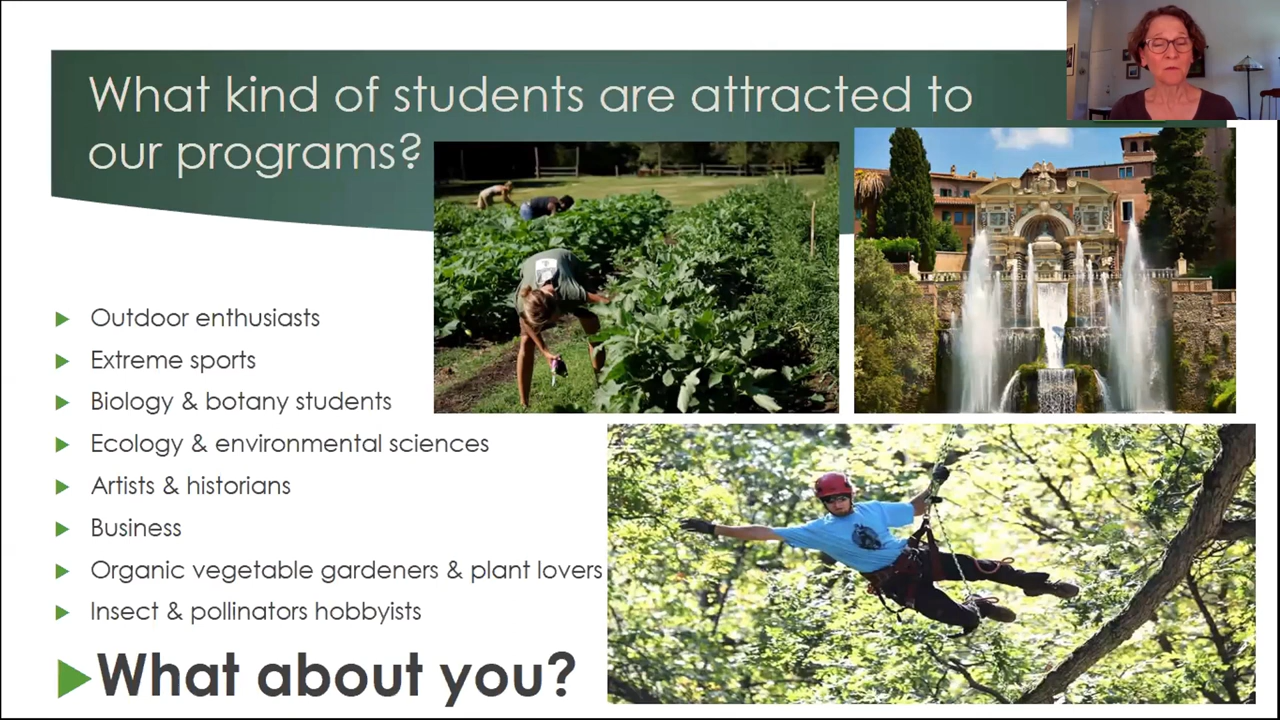 What kind of students are attracted to
our programs?
Outdoor enthusiasts
Extreme sports
Biology & botany students
Ecology & environmental sciences
Artists & historians
Business
Organic vegetable gardeners & plant lovers
Insect & pollinators hobbyists
What about you?